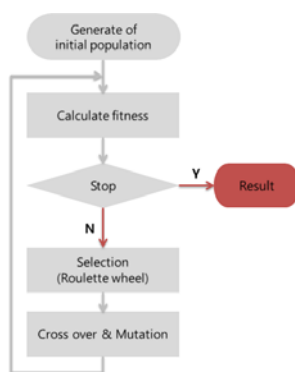 Generate of
initial population
Calculate fitness
Stop
Y
Result
N
Selection
(Roulette wheel)
Cross over & Mutation